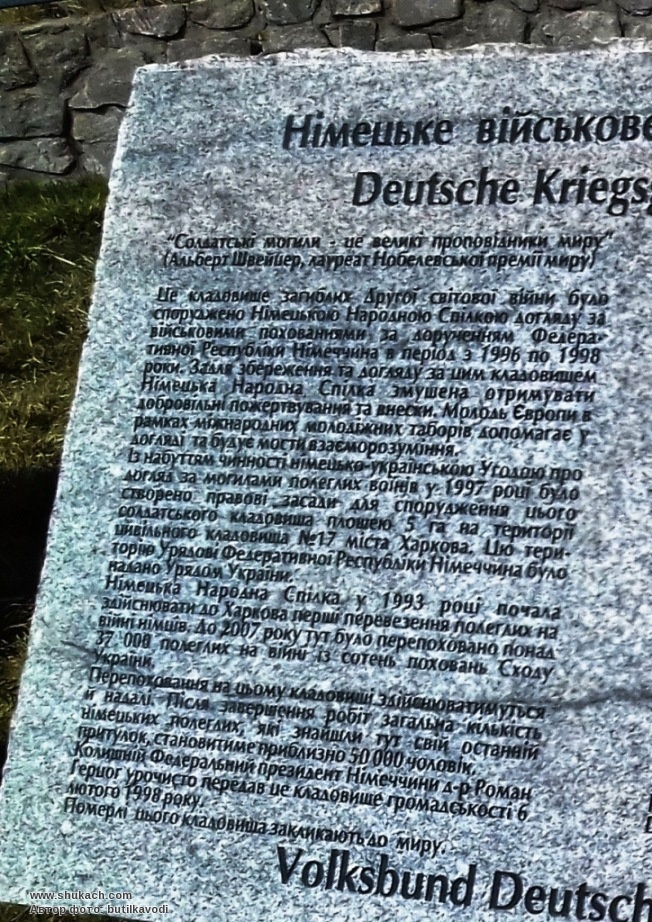 Німецьке військове
Deutsche Kriegsg
"Солдатські могили - це великі проповідники миру"
(Альберт Швейцер, лауреат Нобелевської премії миру)
Це кладовище загиблих Другої світової війни було
споруджено Німецькою Народною Спілкою догляду за
військовими похованнями за дорученням Федера-
тивної Республіки Німеччина в період з 1996 по 1998
роки. Задля збереження та догляду за цим кладовищем
Німецька Народна Спілка змушена отримувати
добровільні пожертвування та внески. Молодь Європи в
рамках міжнародних молодіжних таборів допомагає у
догляді та будує мости взаєморозуміння.
Із набуттям чинності німецько-українською Угодою про
догляд за могилами полеглих воїнів у 1997 році було
створено правові засади для спорудження цього
солдатського кладовища площею 5 га на території
цивільного кладовища №17 міста Харкова. Цю тери-
торію Урядові Федеративної Республіки Німеччина було
надано Урядом України.
Німецька Народна Спілка у 1993 році почала
здійснювати до Харкова перші перевезення полеглих на
війні німців. До 2007 року тут було перепоховано понад
37 000 полеглих на війні із сотень поховань Сходу
України.
Перепоховання на цьому кладовищі здійснюватимуться
й надалі. Після завершення робіт загальна кількість
німецьких полеглих, які знайшли тут свій останній
притулок, становитиме приблизно 50 000 чоловік.
Колишній Федеральний президент Німеччини д-р Роман
Герцог урочисто передав це кладовище громадськості 6
лютого 1998 року.
Померлі цього кладовища закликають до миру.
Volksbund Deutsch
www.shukach.com
Автор фото: butilkavodi